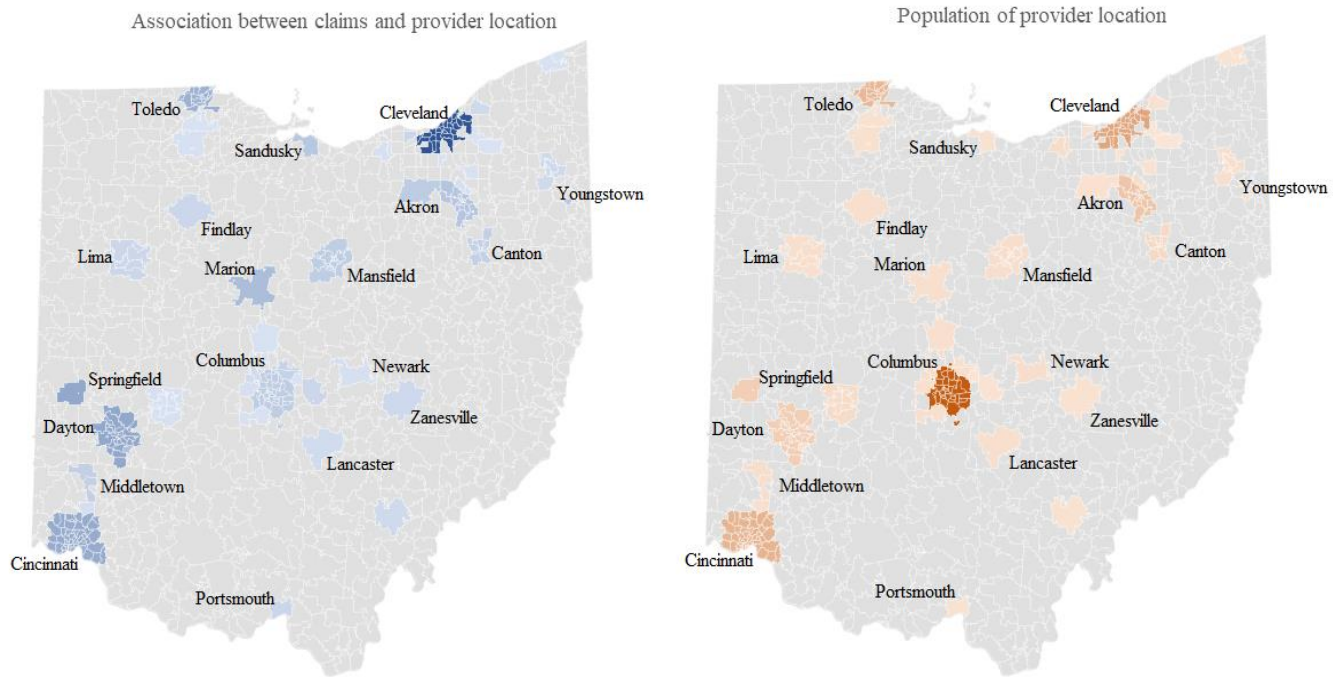 Association between claims and provider location
Toledo
Cleveland
Sandusky
Youngstown
Akron
Findlay
Canton
Lima
Marion
Mansfield
Columbus
Newark
Springfield
Zanesville
Dayton
Lancaster
Middletown
Cincinnati
Portsmouth
Population of provider location
Toledo
Cleveland
Sandusky
Youngstown
Akron
Findlay
Canton
Lima
Marion
Mansfield
Columbus
Newark
Springfield
Zanesville
Dayton
Lancaster
Middletown
Cincinnati
Portsmouth